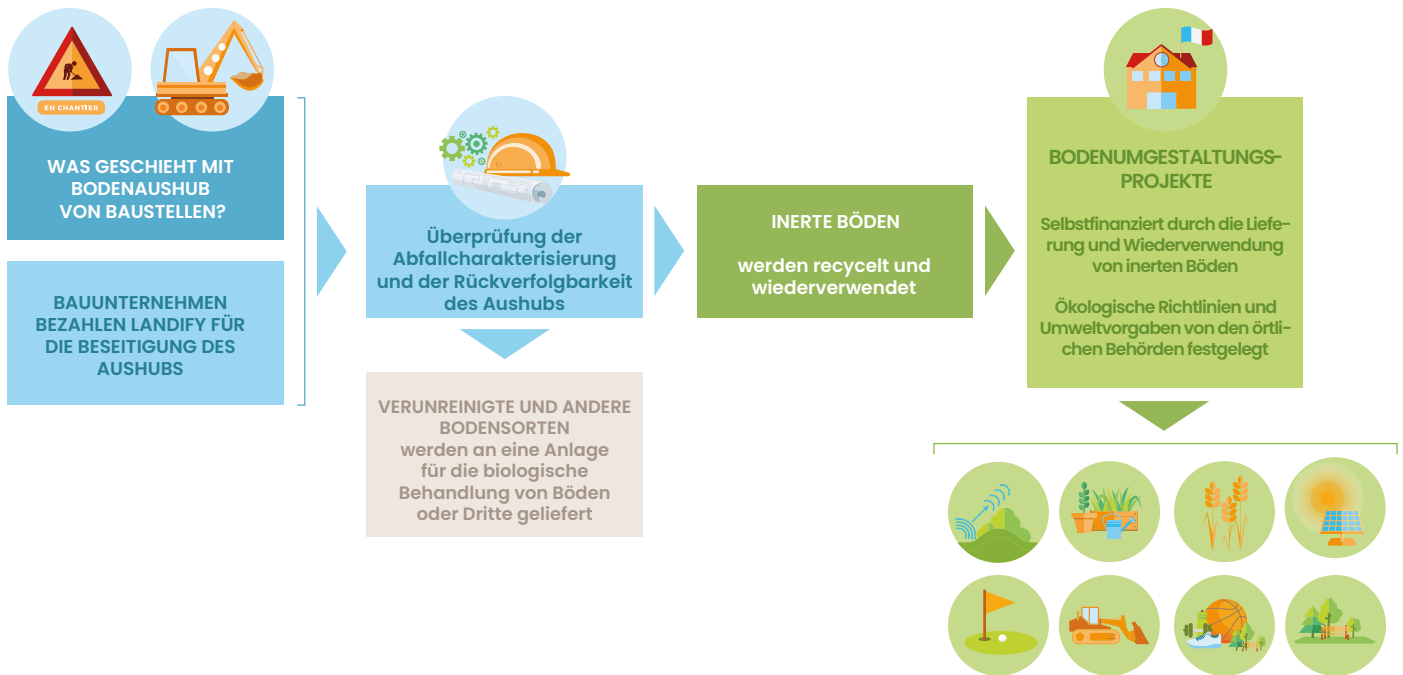 EN CHANTIER
WAS GESCHIEHT MIT
BODENAUSHUB
VON BAUSTELLEN?
BAUUNTERNEHMEN
BEZAHLEN LANDIFY FÜR
DIE BESEITIGUNG DES
AUSHUBS
Überprüfung der
Abfallcharakterisierung
und der Rückverfolgbarkeit
des Aushubs
VERUNREINIGTE UND ANDERE
BODENSORTEN
werden an eine Anlage
für die biologische
Behandlung von Böden
oder Dritte geliefert
INERTE BÖDEN
werden recycelt und
wiederverwendet
BODENUMGESTALTUNGS-
PROJEKTE
Selbstfinanziert durch die Liefe-
rung und Wiederverwendung
von inerten Böden
Ökologische Richtlinien und
Umweltvorgaben von den örtli-
chen Behörden festgelegt